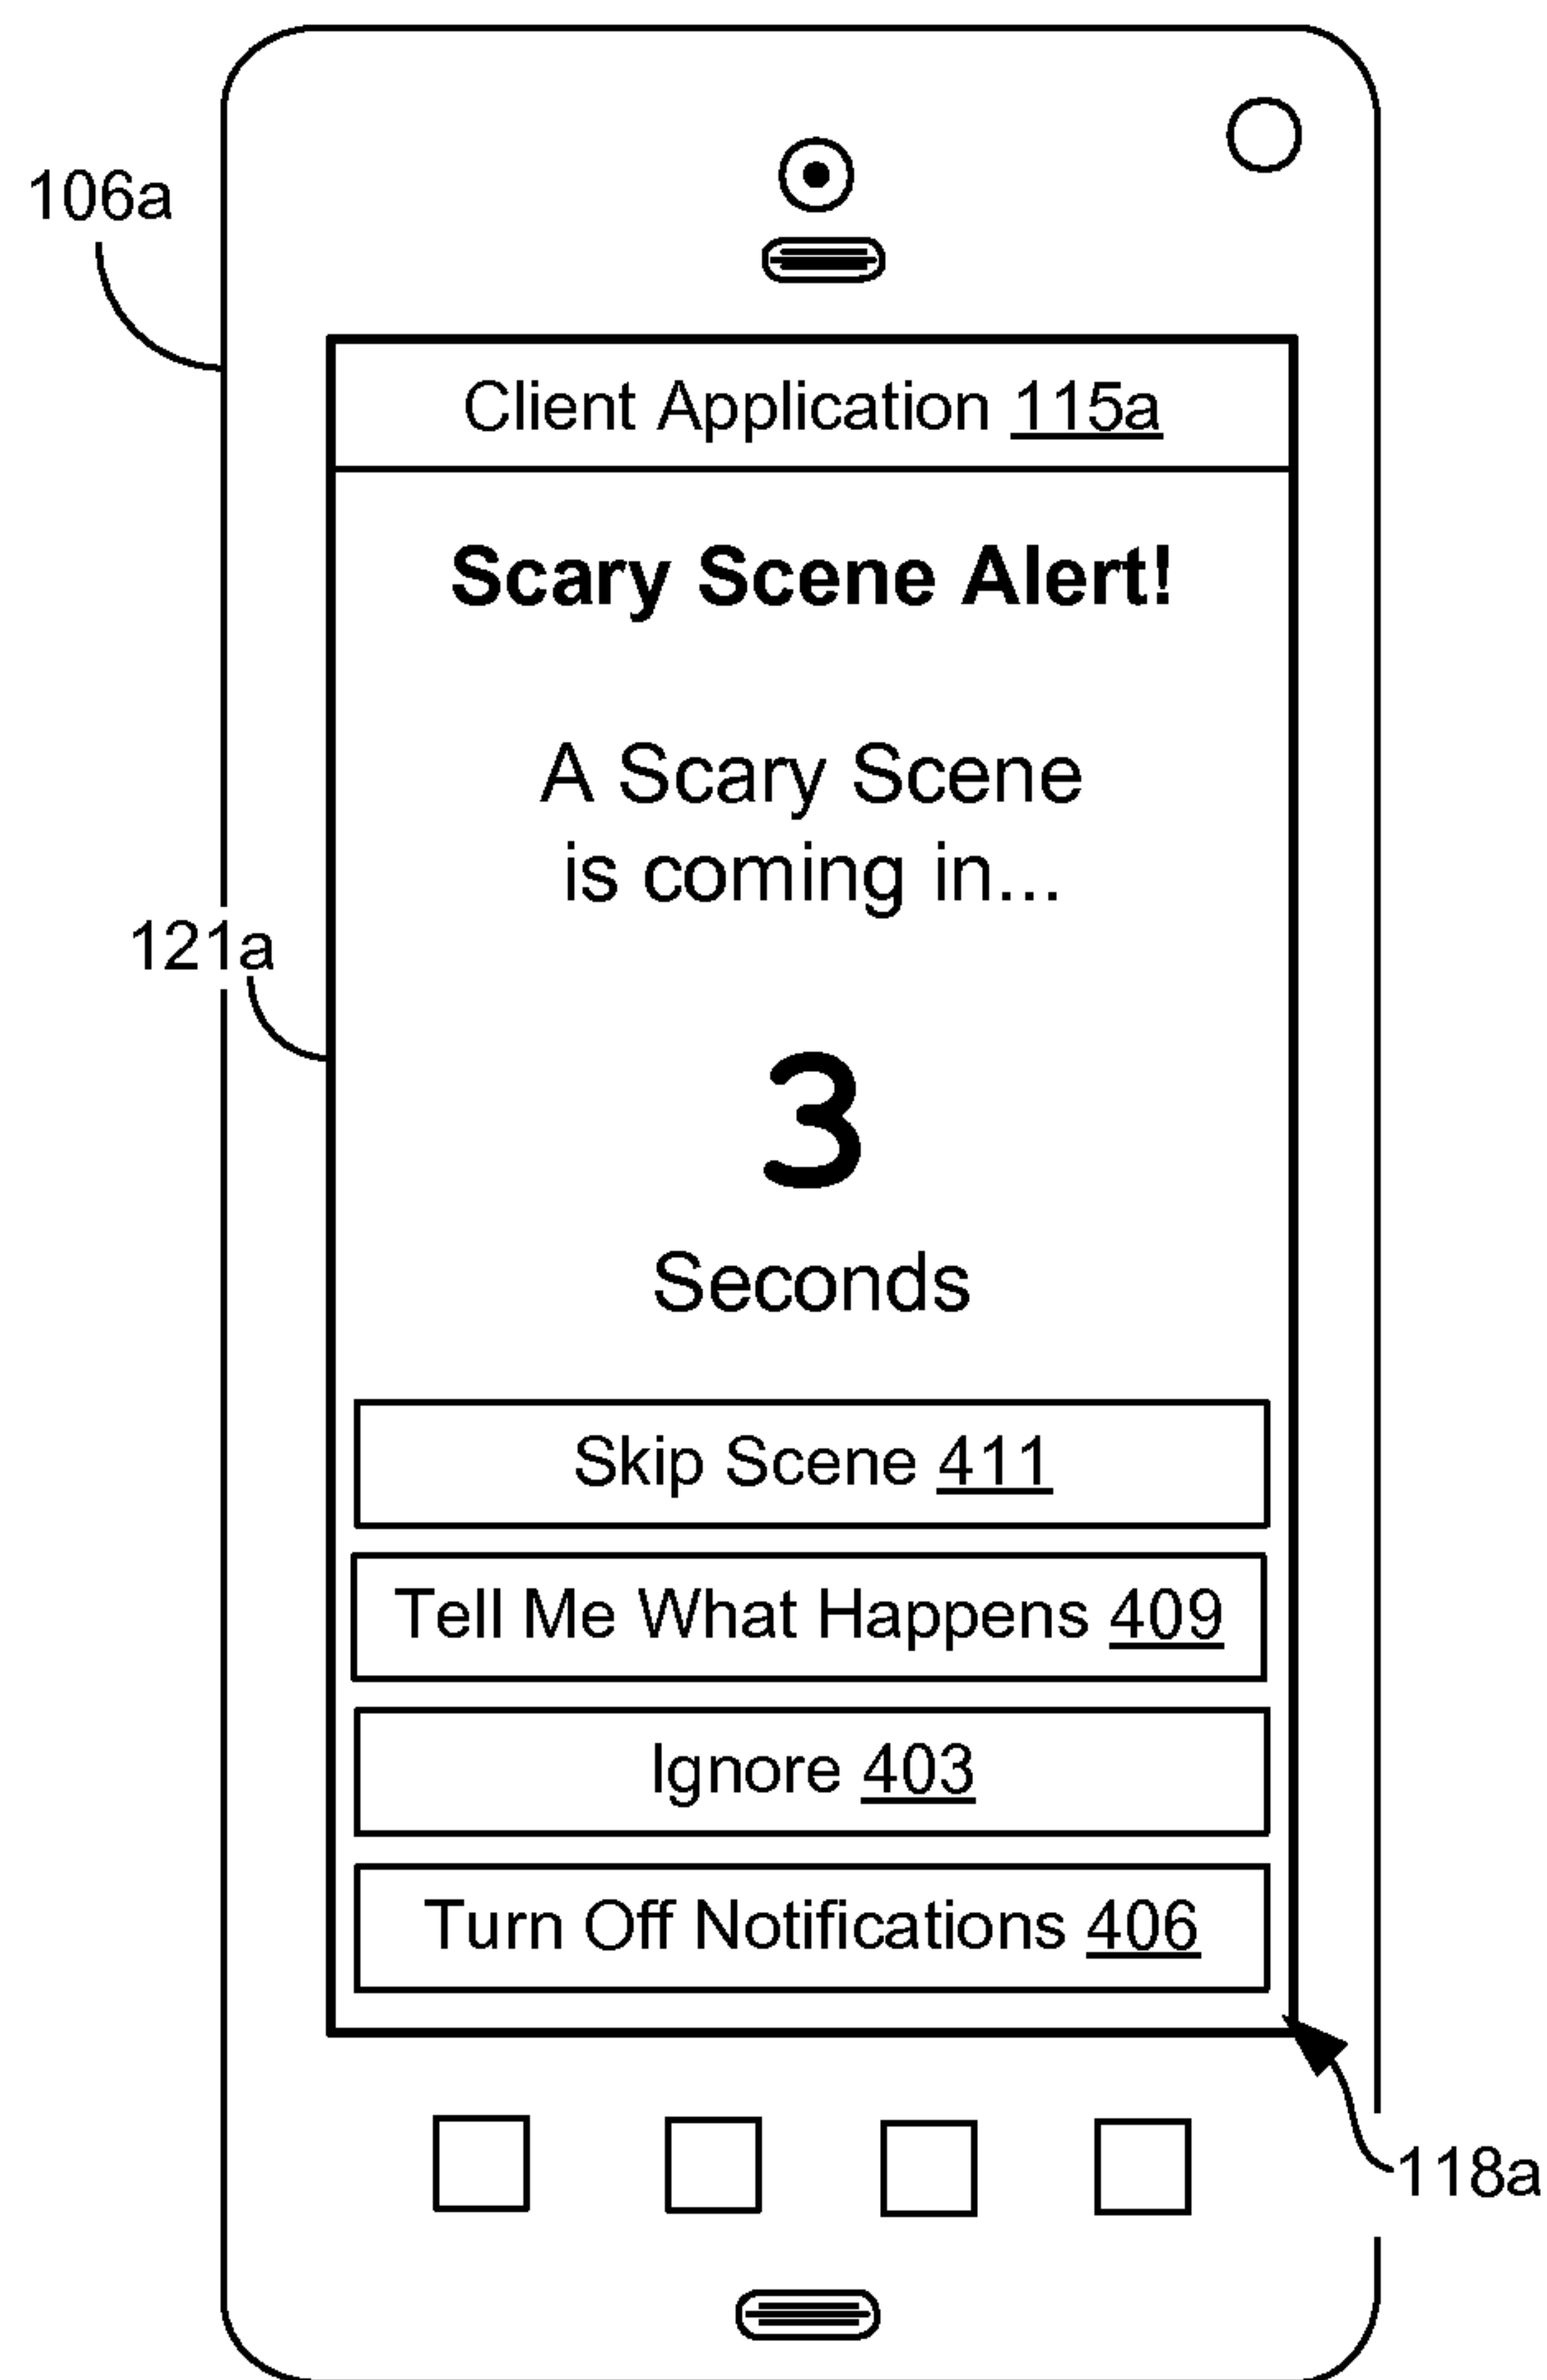 106a
Client Application 115a
Scary Scene Alert!
A Scary Scene
is coming in...
121a
3
Seconds
Skip Scene 411
Tell Me What Happens 409
Ignore 403
Turn Off Notifications 406
118a